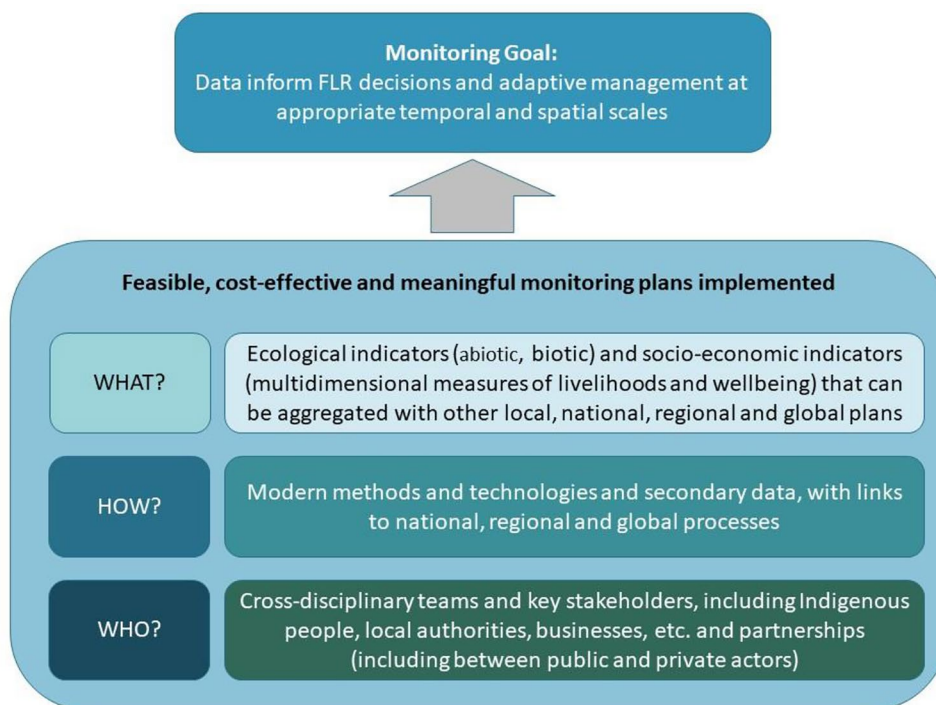 Monitoring Goal:
Data inform FLR decisions and adaptive management at
appropriate temporal and spatial scales
Feasible, cost-effective and meaningful monitoring plans implemented
WHAT?
Ecological indicators (abiotic, biotic) and socio-economic indicators
(multidimensional measures of livelihoods and wellbeing) that can
be aggregated with other local, national, regional and global plans
HOW?
Modern methods and technologies and secondary data, with links
to national, regional and global processes
WHO?
Cross-disciplinary teams and key stakeholders, including Indigenous
people, local authorities, businesses, etc. and partnerships
(including between public and private actors)